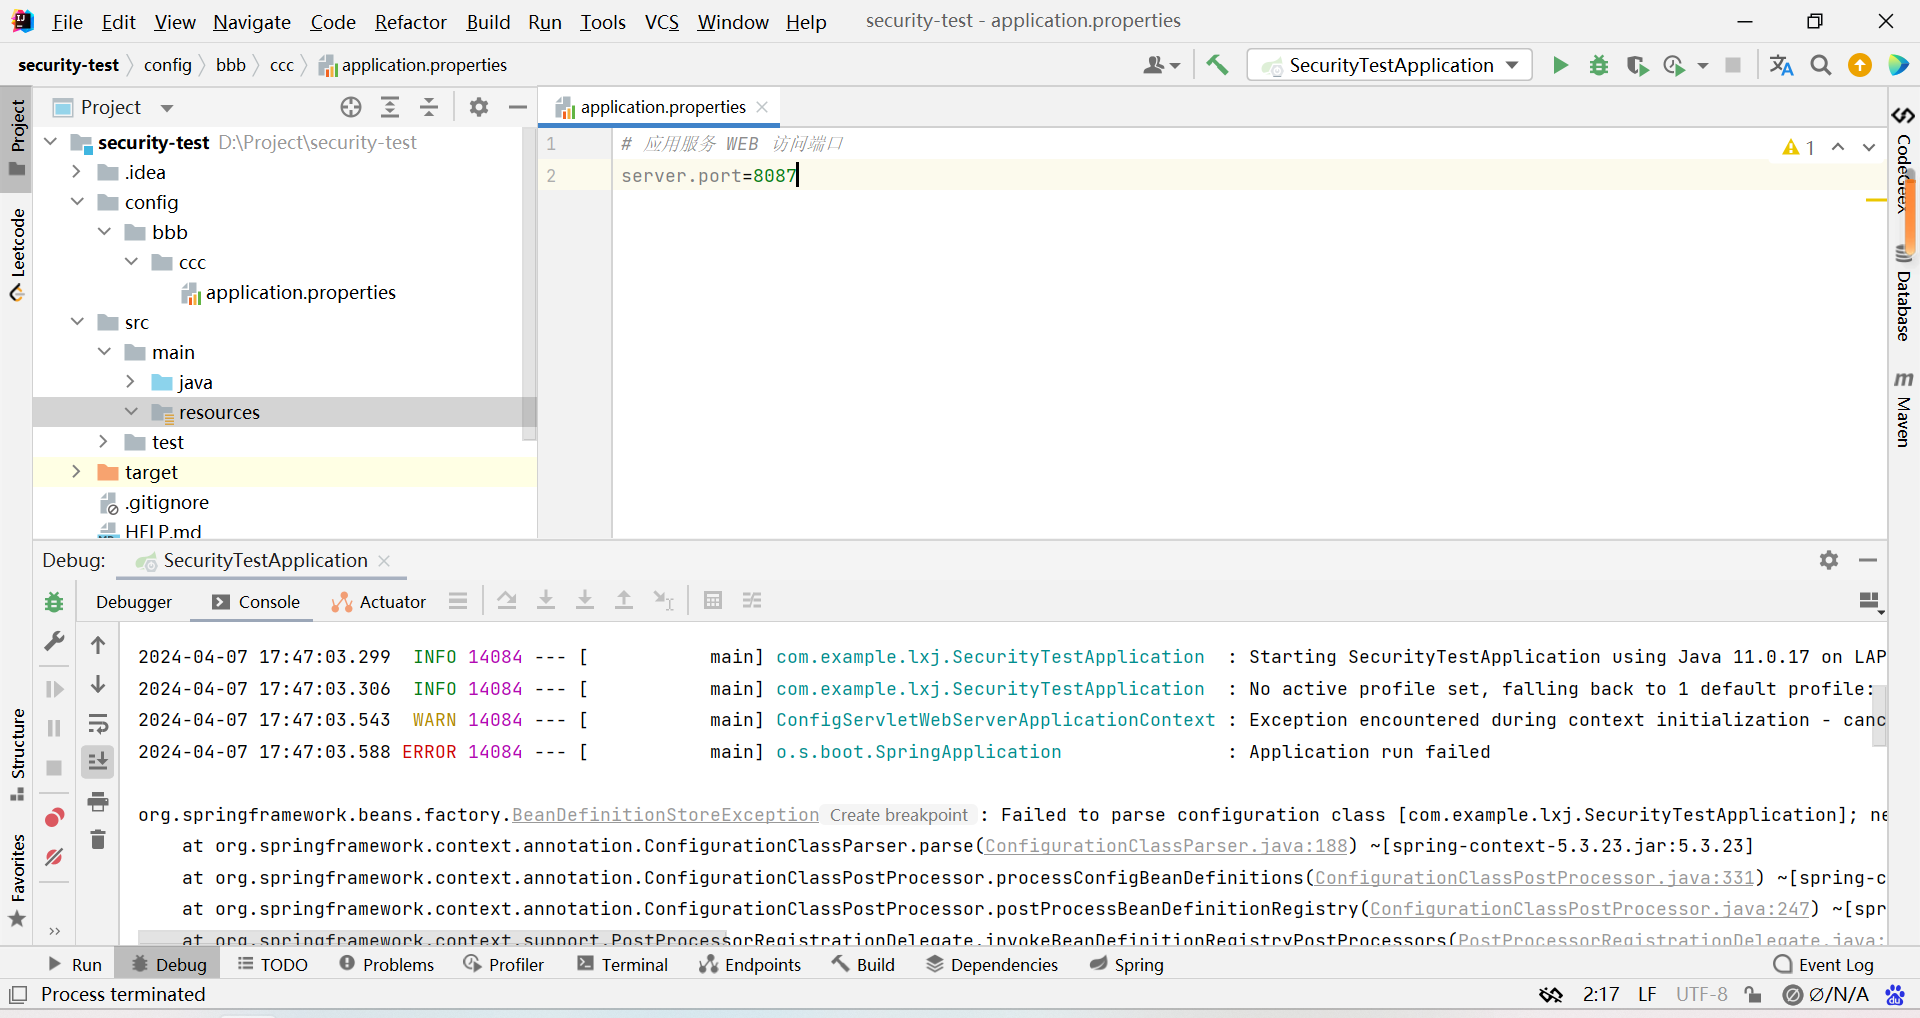 File Edit View Navigate Code Refactor Build Run Tools VCS Window Help security-test - application.properties
security-test config bbb ccc application.properties SecurityTestApplication
Project
application.properties
security-test D:\Project\security-test
.idea
config
bbb
ccc
application.properties
src
main
java
resources
test
target
.gitignore
HELP.md
1 # 应用服务 WEB 访问端口
2 server.port=8087
1
Project
Leetcode
Structure
Favorites
CodeGeeX
Database
Maven
Debug: SecurityTestApplication
Debugger Console Actuator
2024-04-07 17:47:03.299 INFO 14084 --- [ main] com.example.lxj.SecurityTestApplication : Starting SecurityTestApplication using Java 11.0.17 on LAP
2024-04-07 17:47:03.306 INFO 14084 --- [ main] com.example.lxj.SecurityTestApplication : No active profile set, falling back to 1 default profile:
2024-04-07 17:47:03.543 WARN 14084 --- [ main] ConfigServletWebServerApplicationContext : Exception encountered during context initialization - canc
2024-04-07 17:47:03.588 ERROR 14084 --- [ main] o.s.boot.SpringApplication : Application run failed
org.springframework.beans.factory.BeanDefinitionStoreException Create breakpoint : Failed to parse configuration class [com.example.lxj.SecurityTestApplication]; ne
at org.springframework.context.annotation.ConfigurationClassParser.parse(ConfigurationClassParser.java:188) ~[spring-context-5.3.23.jar:5.3.23]
at org.springframework.context.annotation.ConfigurationClassPostProcessor.processConfigBeanDefinitions(ConfigurationClassPostProcessor.java:331) ~[spring-c
at org.springframework.context.annotation.ConfigurationClassPostProcessor.postProcessBeanDefinitionRegistry(ConfigurationClassPostProcessor.java:247) ~[spr
at org.springframework.context.support.PostProcessorRegistrationDelegate.invokeBeanDefinitionRegistryPostProcessors(PostProcessorRegistrationDelegate.java:
Run Debug TODO Problems Profiler Terminal Endpoints Build Dependencies Spring Event Log
Process terminated 2:17 LF UTF-8 Ø/N/A